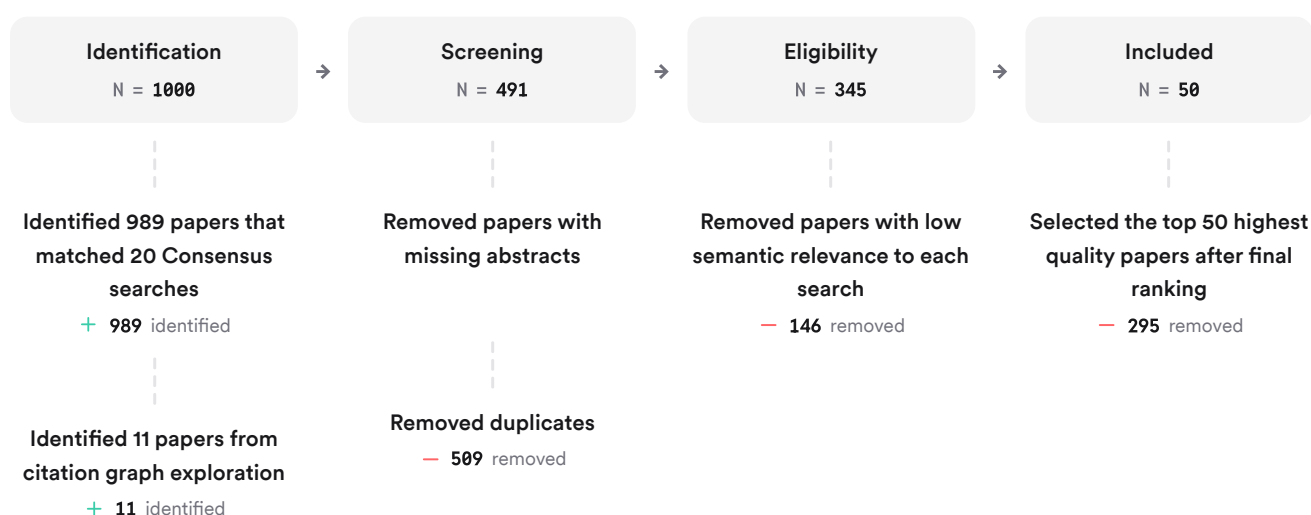 Identification
N = 1000
Identified 989 papers that
matched 20 Consensus
searches
+ 989 identified
Identified 11 papers from
citation graph exploration
+ 11 identified
→
Screening
N = 491
Removed papers with
missing abstracts
Removed duplicates
— 509 removed
→
Eligibility
N = 345
Removed papers with low
semantic relevance to each
search
— 146 removed
→
Included
N = 50
Selected the top 50 highest
quality papers after final
ranking
— 295 removed